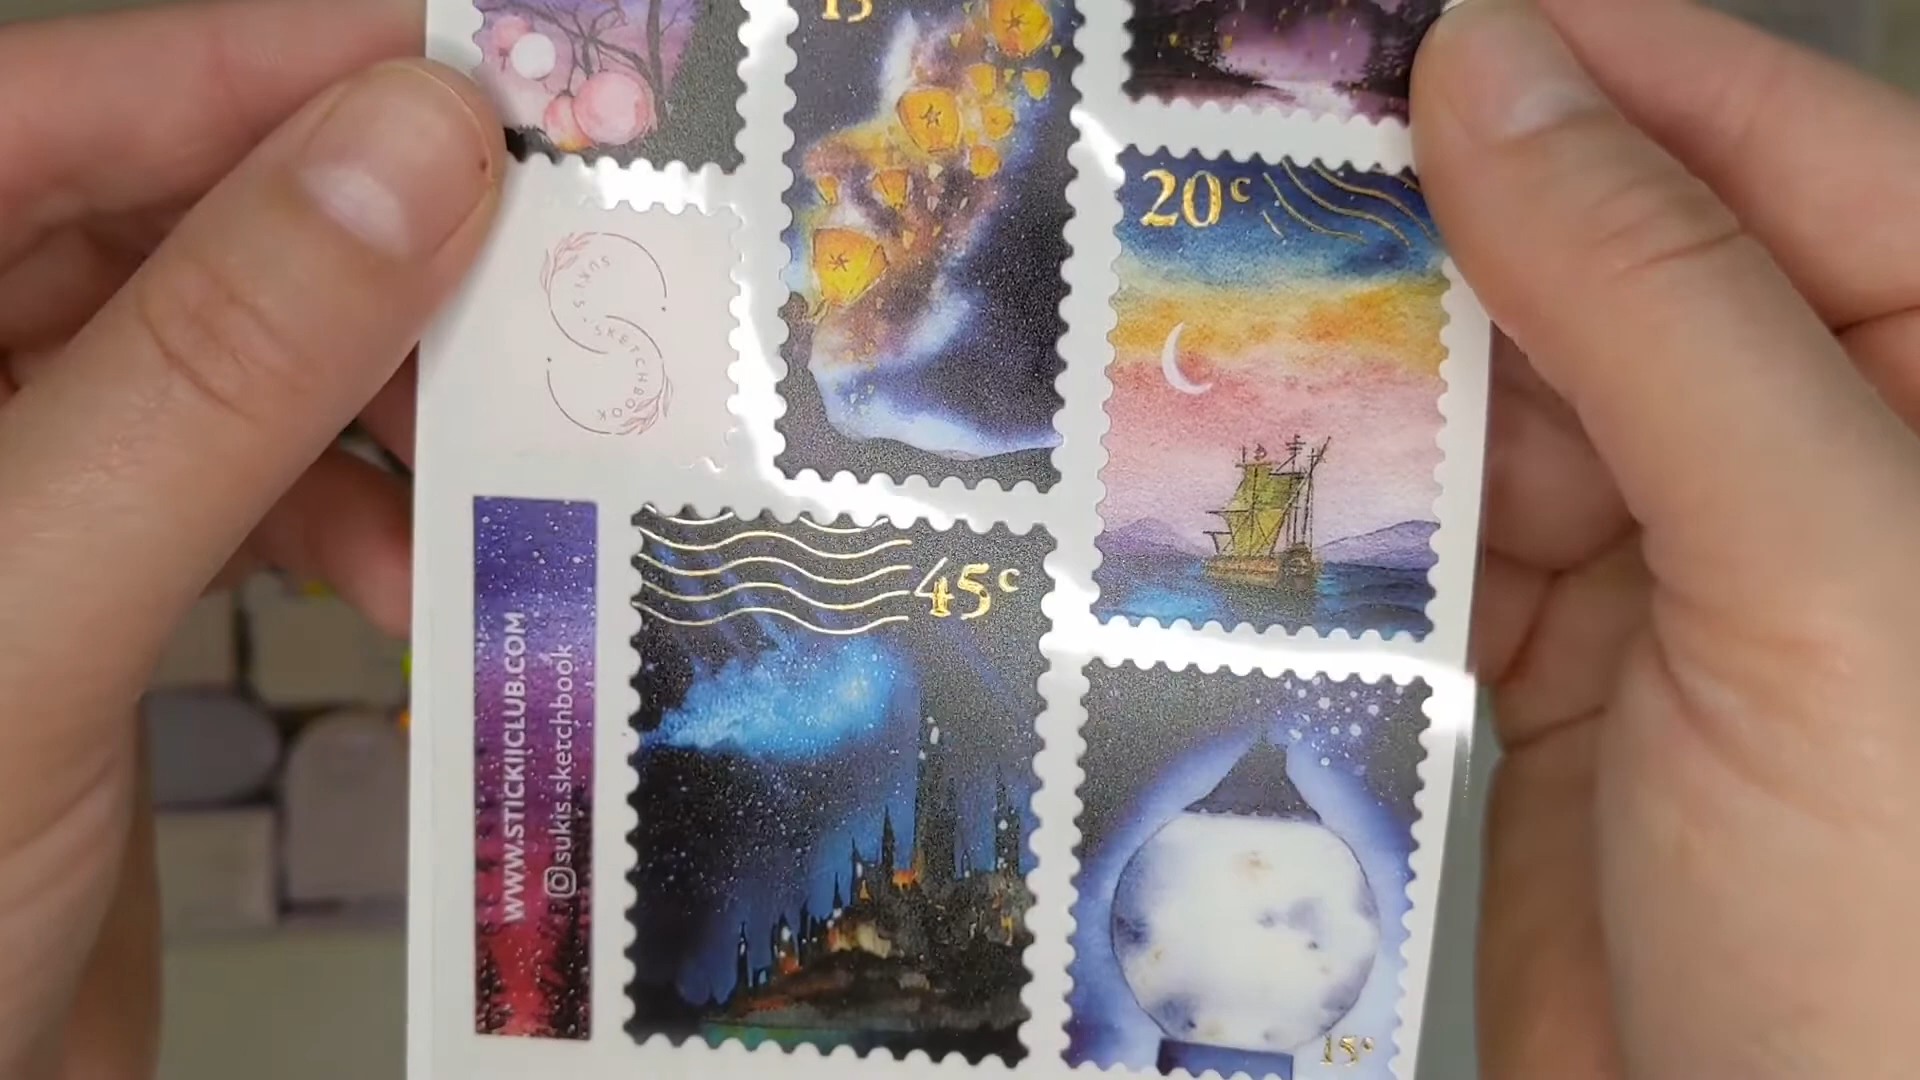 15
20c
SUKI'S • SKETCHBOOK
45c
WWW.STICKIICLUB.COM
sukis.sketchbook
15c